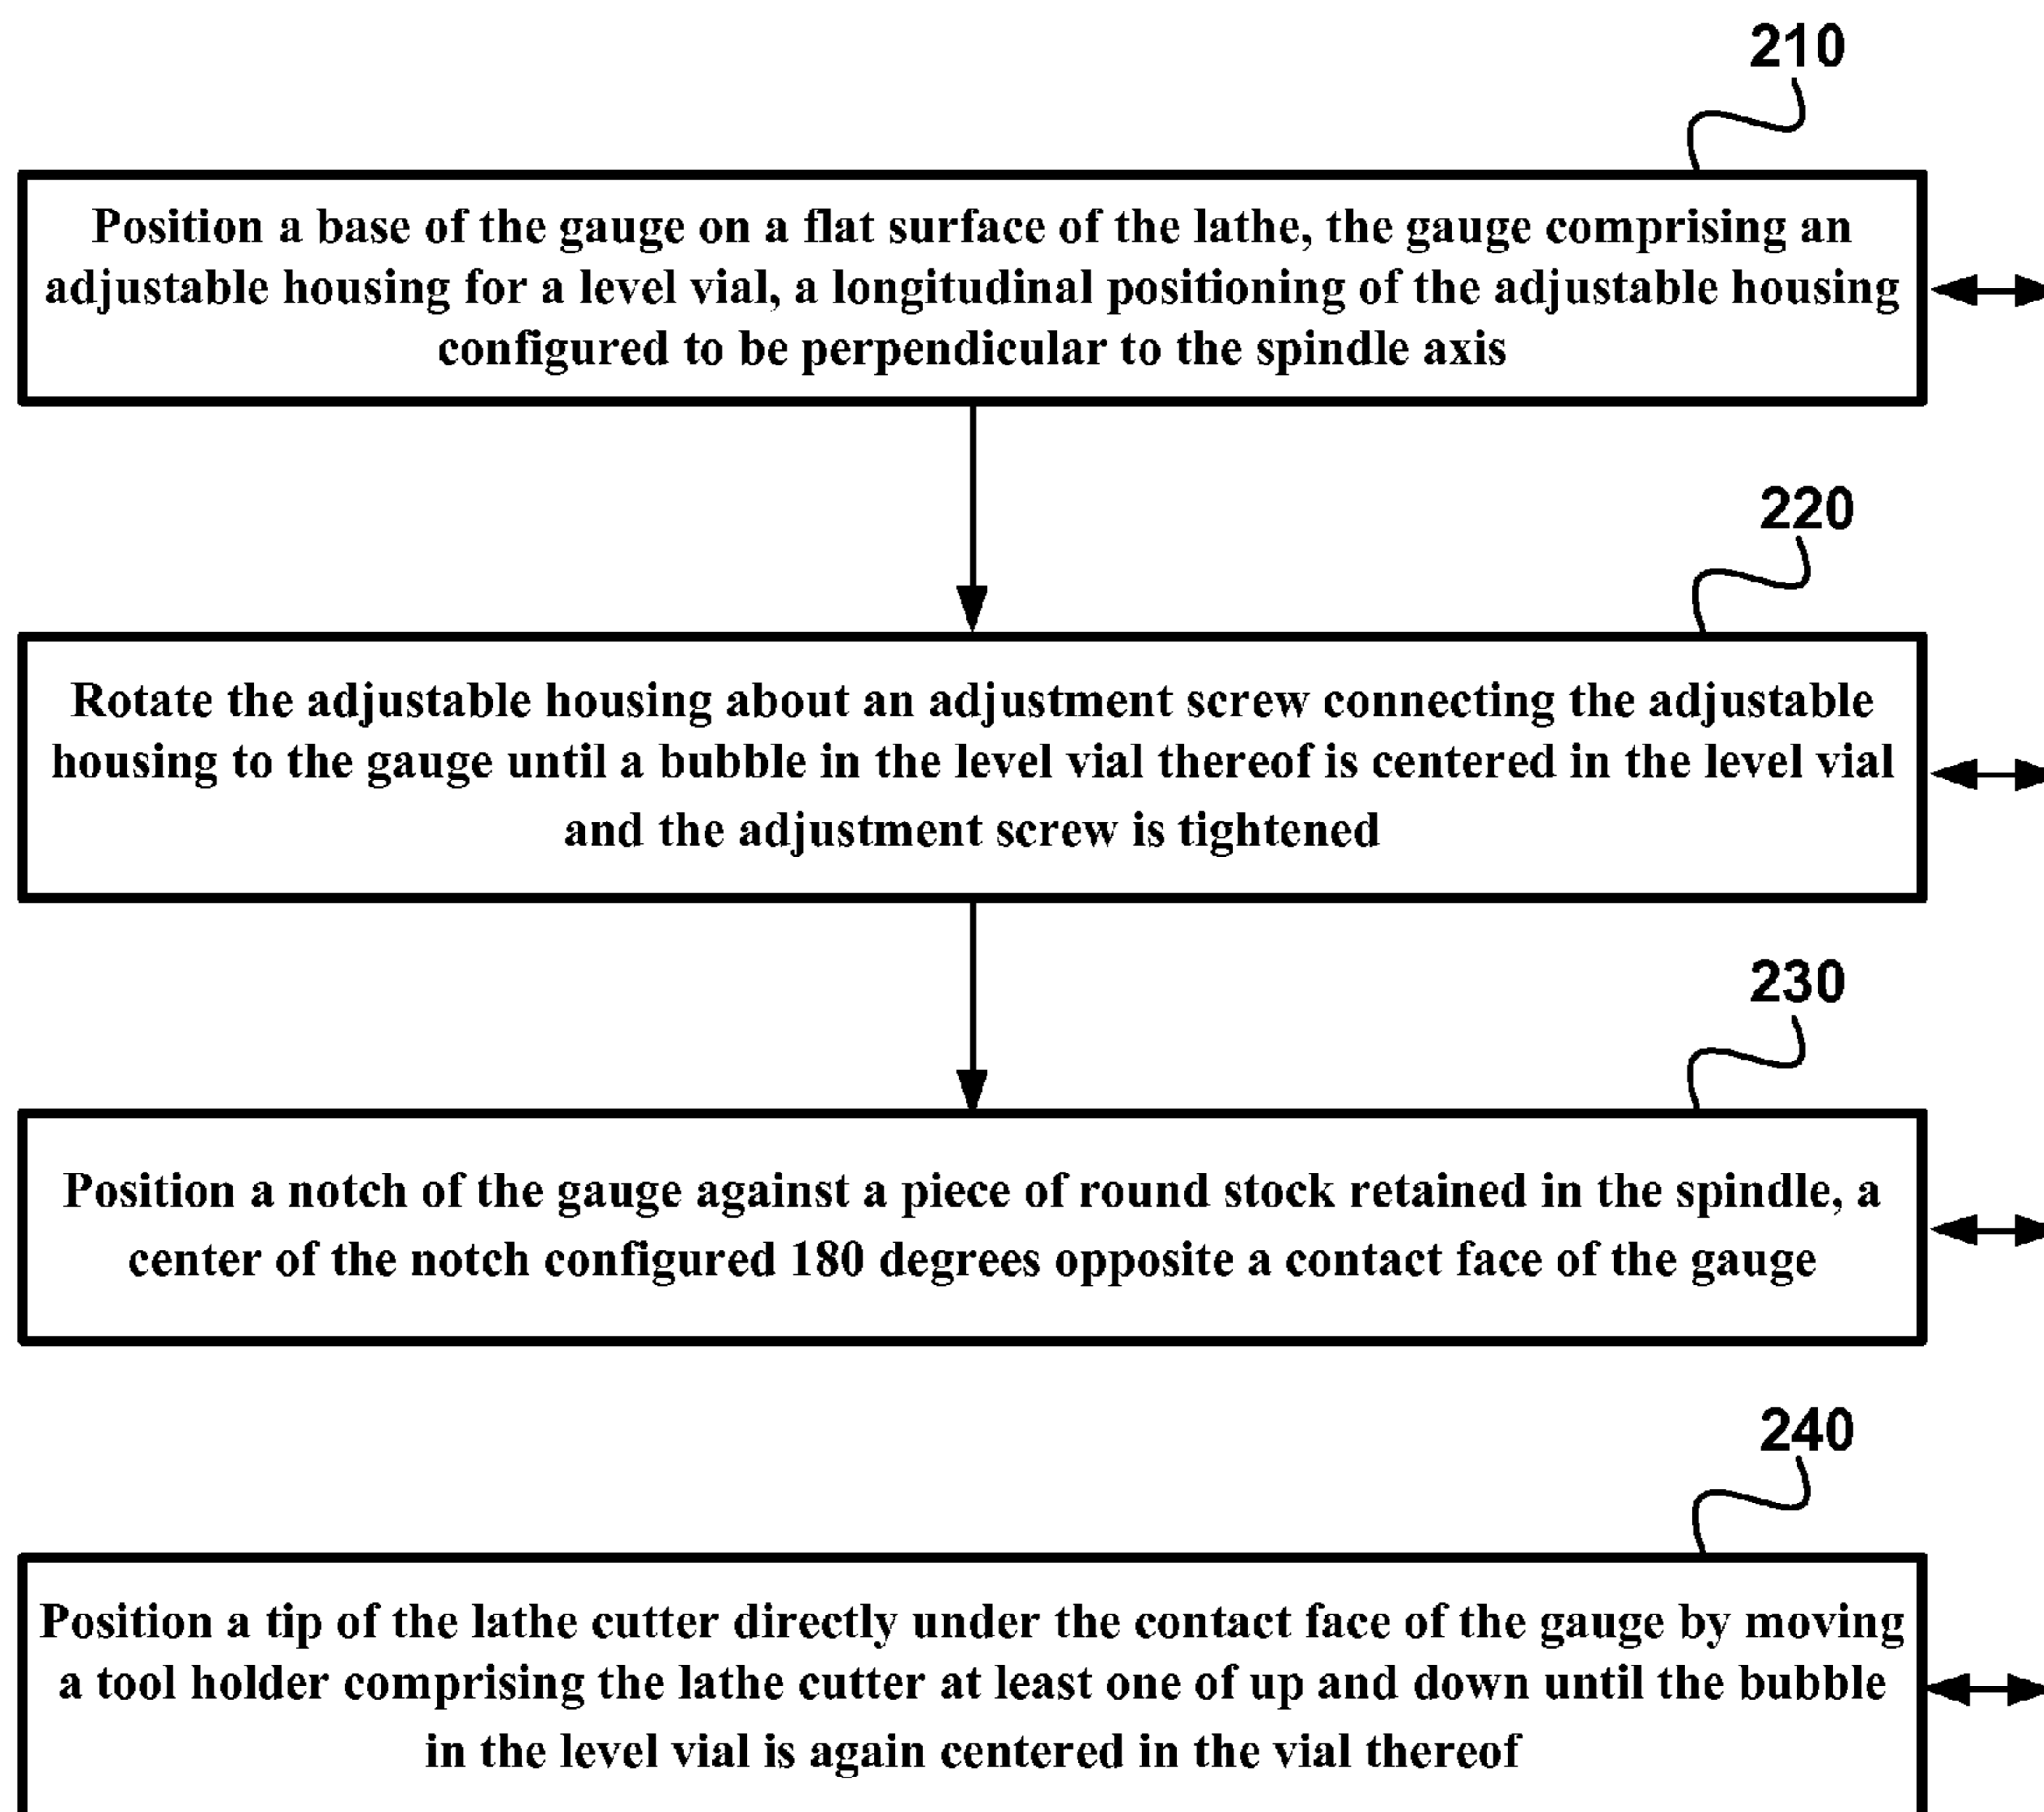 210
Position a base of the gauge on a flat surface of the lathe, the gauge comprising an
adjustable housing for a level vial, a longitudinal positioning of the adjustable housing
configured to be perpendicular to the spindle axis
220
Rotate the adjustable housing about an adjustment screw connecting the adjustable
housing to the gauge until a bubble in the level vial thereof is centered in the level vial
and the adjustment screw is tightened
230
Position a notch of the gauge against a piece of round stock retained in the spindle, a
center of the notch configured 180 degrees opposite a contact face of the gauge
240
Position a tip of the lathe cutter directly under the contact face of the gauge by moving
a tool holder comprising the lathe cutter at least one of up and down until the bubble
in the level vial is again centered in the vial thereof